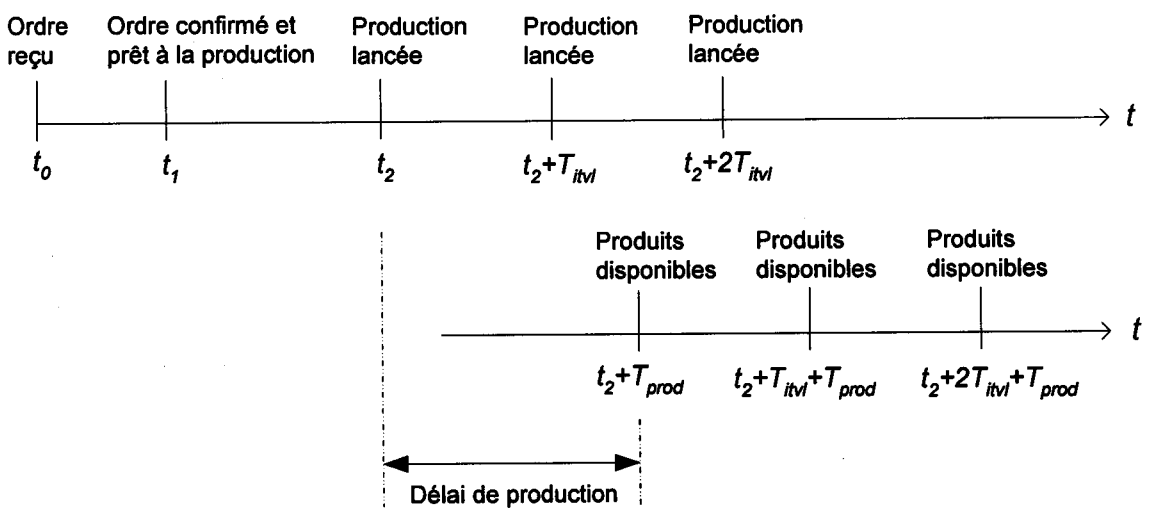 Ordre reçu
Ordre confirmé et prêt à la production
Production lancée
Production lancée
Production lancée
t
t0
t1
t2
t2+Titvl
t2+2Titvl
Produits disponibles
Produits disponibles
Produits disponibles
t
t2+Tprod
t2+Titvl+Tprod
t2+2Titvl+Tprod
Délai de production